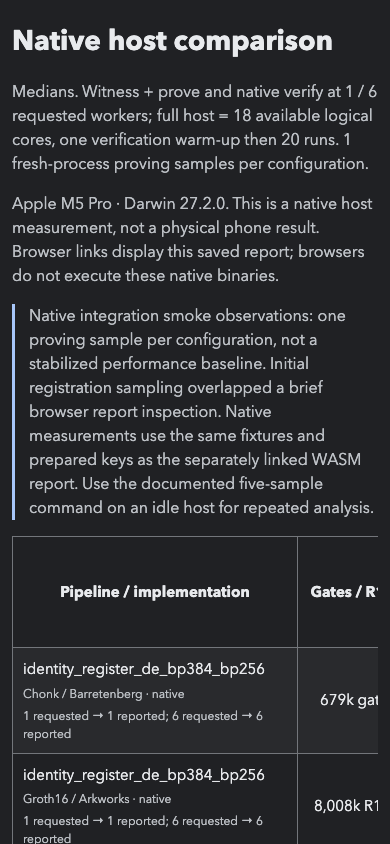 Native host comparison
Medians. Witness + prove and native verify at 1 / 6
requested workers; full host = 18 available logical
cores, one verification warm-up then 20 runs. 1
fresh-process proving samples per configuration.
Apple M5 Pro · Darwin 27.2.0. This is a native host
measurement, not a physical phone result.
Browser links display this saved report; browsers
do not execute these native binaries.
Native integration smoke observations: one
proving sample per configuration, not a
stabilized performance baseline. Initial
registration sampling overlapped a brief
browser report inspection. Native
measurements use the same fixtures and
prepared keys as the separately linked WASM
report. Use the documented five-sample
command on an idle host for repeated analysis.
Pipeline / implementation
Gates / R
identity_register_de_bp384_bp256
Chonk / Barretenberg · native
1 requested → 1 reported; 6 requested → 6
reported
679k gat
identity_register_de_bp384_bp256
Groth16 / Arkworks · native
1 requested → 1 reported; 6 requested → 6
reported
8,008k R1